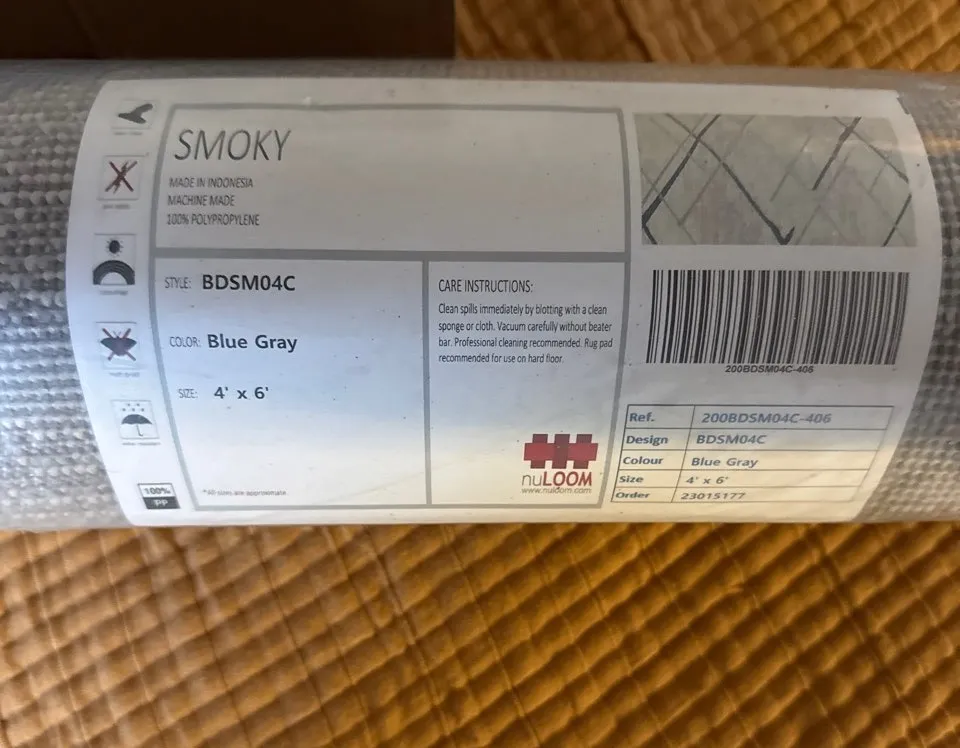 SMOKY
MADE IN INDONESIA
MACHINE MADE
100% POLYPROPYLENE
STYLE: BDSM04C
COLOR: Blue Gray
SIZE: 4' x 6'
*All sizes are approximate
CARE INSTRUCTIONS:
Clean spills immediately by blotting with a clean
sponge or cloth. Vacuum carefully without beater
bar. Professional cleaning recommended. Rug pad
recommended for use on hard floor.
nuLOOM
www.nuloom.com
200BDSM04C-406
Ref. 200BDSM04C-406
Design BDSM04C
Colour Blue Gray
Size 4' x 6'
Order 23015177
100%
PP